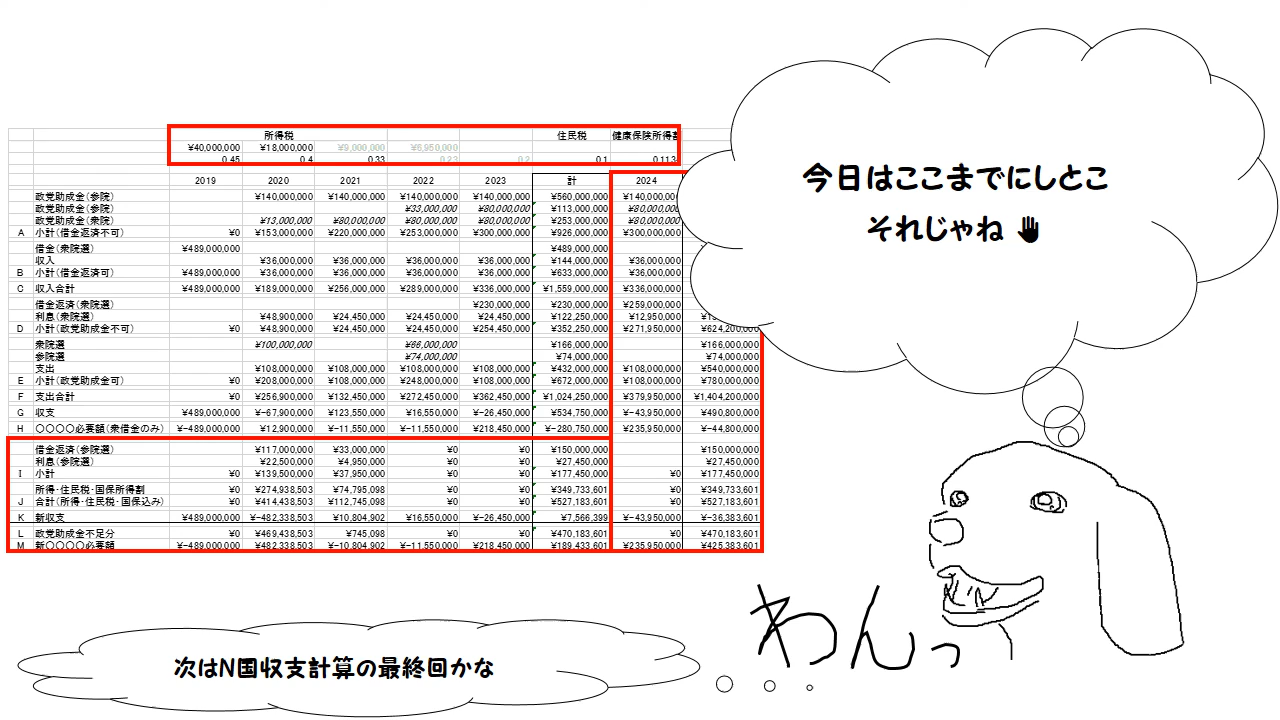 今日はここまでにしとこ
それじゃね
所得税 住民税 健康保険所得割
¥40,000,000 ¥18,000,000 ¥9,000,000 ¥6,950,000
0.45 0.4 0.33 0.23 0.2 0.1
2019 2020 2021 2022 2023 計 2024
政党助成金(参院) ¥140,000,000 ¥140,000,000 ¥140,000,000 ¥140,000,000 ¥560,000,000 ¥140,000,000
政党助成金(参院) ¥33,000,000 ¥80,000,000 ¥113,000,000 ¥80,000,000
政党助成金(衆院) ¥13,000,000 ¥80,000,000 ¥80,000,000 ¥80,000,000 ¥253,000,000 ¥80,000,000
A 小計(借金返済不可) ¥0 ¥153,000,000 ¥220,000,000 ¥253,000,000 ¥300,000,000 ¥926,000,000 ¥300,000,000
借金(衆院選) ¥489,000,000 ¥489,000,000
収入 ¥36,000,000 ¥36,000,000 ¥36,000,000 ¥36,000,000 ¥144,000,000 ¥36,000,000
B 小計(借金返済可) ¥489,000,000 ¥36,000,000 ¥36,000,000 ¥36,000,000 ¥36,000,000 ¥633,000,000 ¥36,000,000
C 収入合計 ¥489,000,000 ¥189,000,000 ¥256,000,000 ¥289,000,000 ¥336,000,000 ¥1,559,000,000 ¥336,000,000
借金返済(衆院選) ¥230,000,000 ¥230,000,000 ¥259,000,000
利息(衆院選) ¥48,900,000 ¥24,450,000 ¥24,450,000 ¥24,450,000 ¥122,250,000 ¥12,950,000
D 小計(政党助成金不可) ¥0 ¥48,900,000 ¥24,450,000 ¥24,450,000 ¥254,450,000 ¥352,250,000 ¥271,950,000 ¥624,200,000
衆院選 ¥100,000,000 ¥66,000,000 ¥166,000,000 ¥166,000,000
参院選 ¥74,000,000 ¥74,000,000 ¥74,000,000
支出 ¥108,000,000 ¥108,000,000 ¥108,000,000 ¥108,000,000 ¥432,000,000 ¥108,000,000 ¥540,000,000
E 小計(政党助成金可) ¥0 ¥208,000,000 ¥108,000,000 ¥248,000,000 ¥108,000,000 ¥672,000,000 ¥108,000,000 ¥780,000,000
F 支出合計 ¥0 ¥256,900,000 ¥132,450,000 ¥272,450,000 ¥362,450,000 ¥1,024,250,000 ¥379,950,000 ¥1,404,200,000
G 収支 ¥489,000,000 ¥-67,900,000 ¥123,550,000 ¥16,550,000 ¥-26,450,000 ¥534,750,000 ¥-43,950,000 ¥490,800,000
H 〇〇〇〇必要額(衆借金のみ) ¥-489,000,000 ¥12,900,000 ¥-11,550,000 ¥-11,550,000 ¥218,450,000 ¥-280,750,000 ¥235,950,000 ¥-44,800,000
借金返済(参院選) ¥117,000,000 ¥33,000,000 ¥0 ¥0 ¥150,000,000 ¥150,000,000
利息(参院選) ¥22,500,000 ¥4,950,000 ¥0 ¥0 ¥27,450,000 ¥27,450,000
I 小計 ¥0 ¥139,500,000 ¥37,950,000 ¥0 ¥0 ¥177,450,000 ¥0 ¥177,450,000
所得・住民税・国保所得割 ¥0 ¥274,938,503 ¥74,795,098 ¥0 ¥0 ¥349,733,601 ¥0 ¥349,733,601
J 合計(所得・住民税・国保込み) ¥0 ¥414,438,503 ¥112,745,098 ¥0 ¥0 ¥527,183,601 ¥0 ¥527,183,601
K 新収支 ¥489,000,000 ¥-482,338,503 ¥10,804,902 ¥16,550,000 ¥-26,450,000 ¥7,566,399 ¥-43,950,000 ¥-36,383,601
L 政党助成金不足分 ¥0 ¥469,438,503 ¥745,098 ¥0 ¥0 ¥470,183,601 ¥0 ¥470,183,601
M 新〇〇〇〇必要額 ¥-489,000,000 ¥482,338,503 ¥-10,804,902 ¥-11,550,000 ¥218,450,000 ¥189,433,601 ¥235,950,000 ¥425,383,601
わんっ
次はN国収支計算の最終回かな